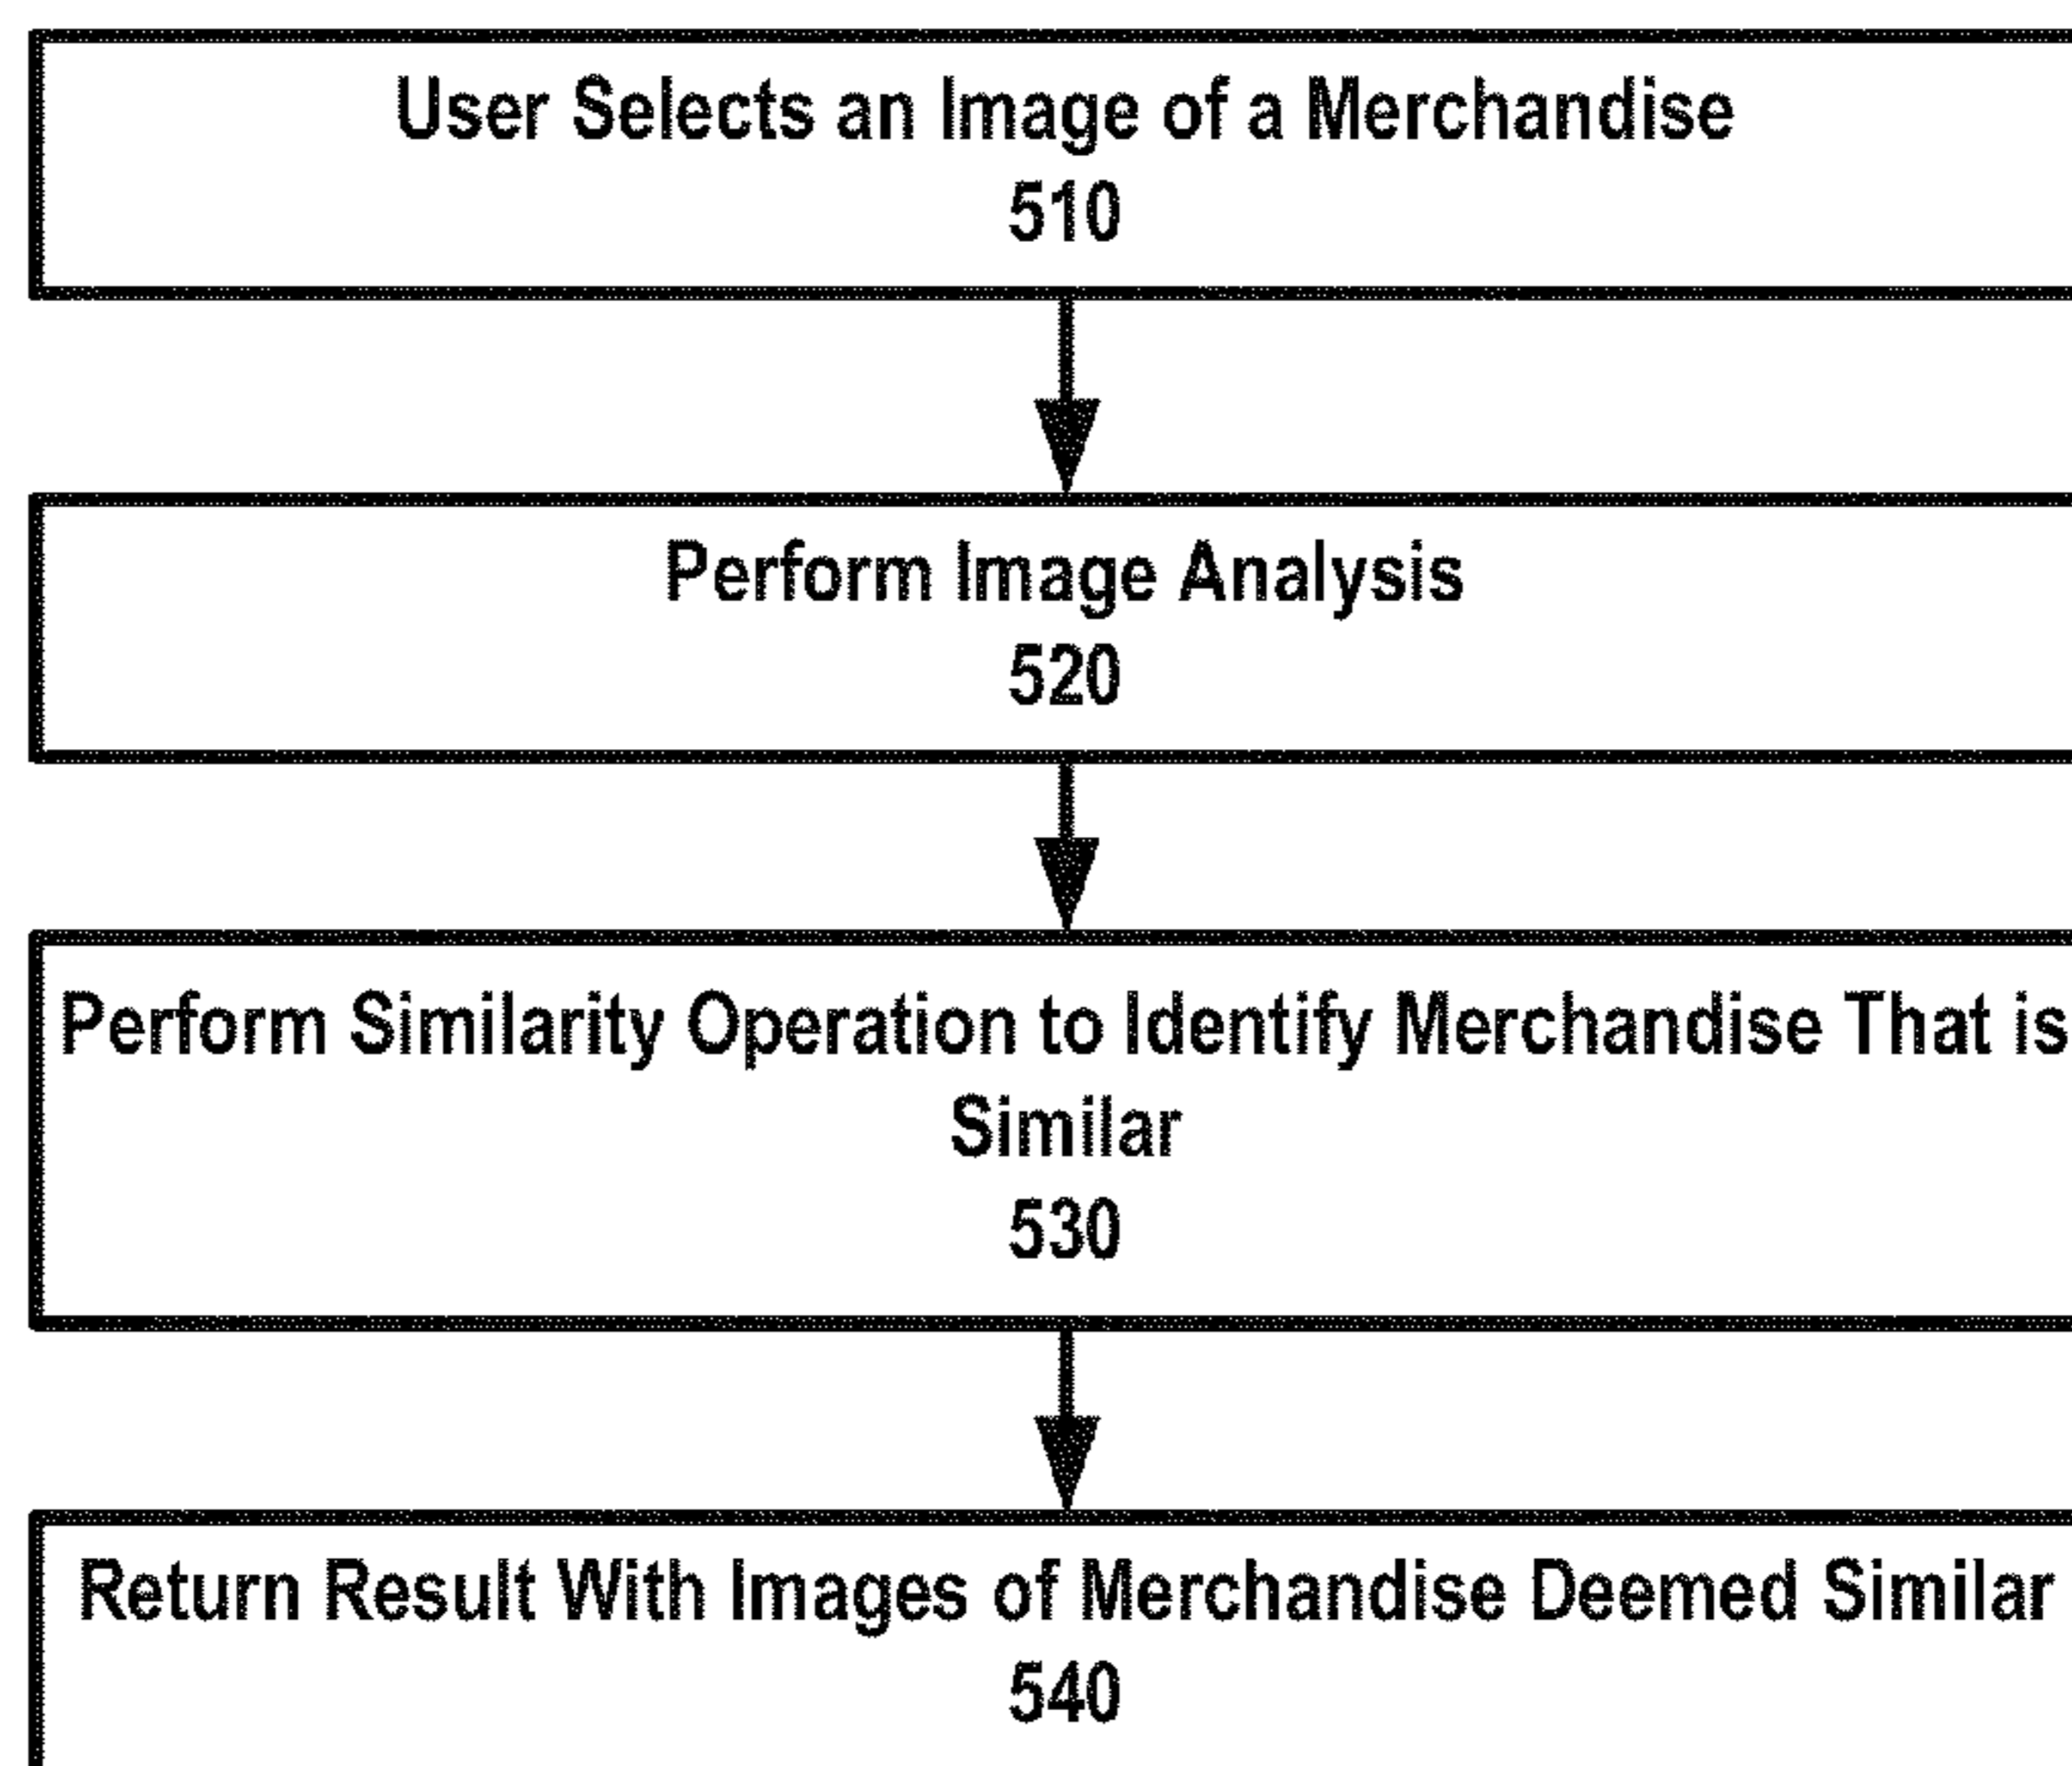 User Selects an Image of a Merchandise
510
Perform Image Analysis
520
Perform Similarity Operation to Identify Merchandise That is
Similar
530
Return Result With Images of Merchandise Deemed Similar
540